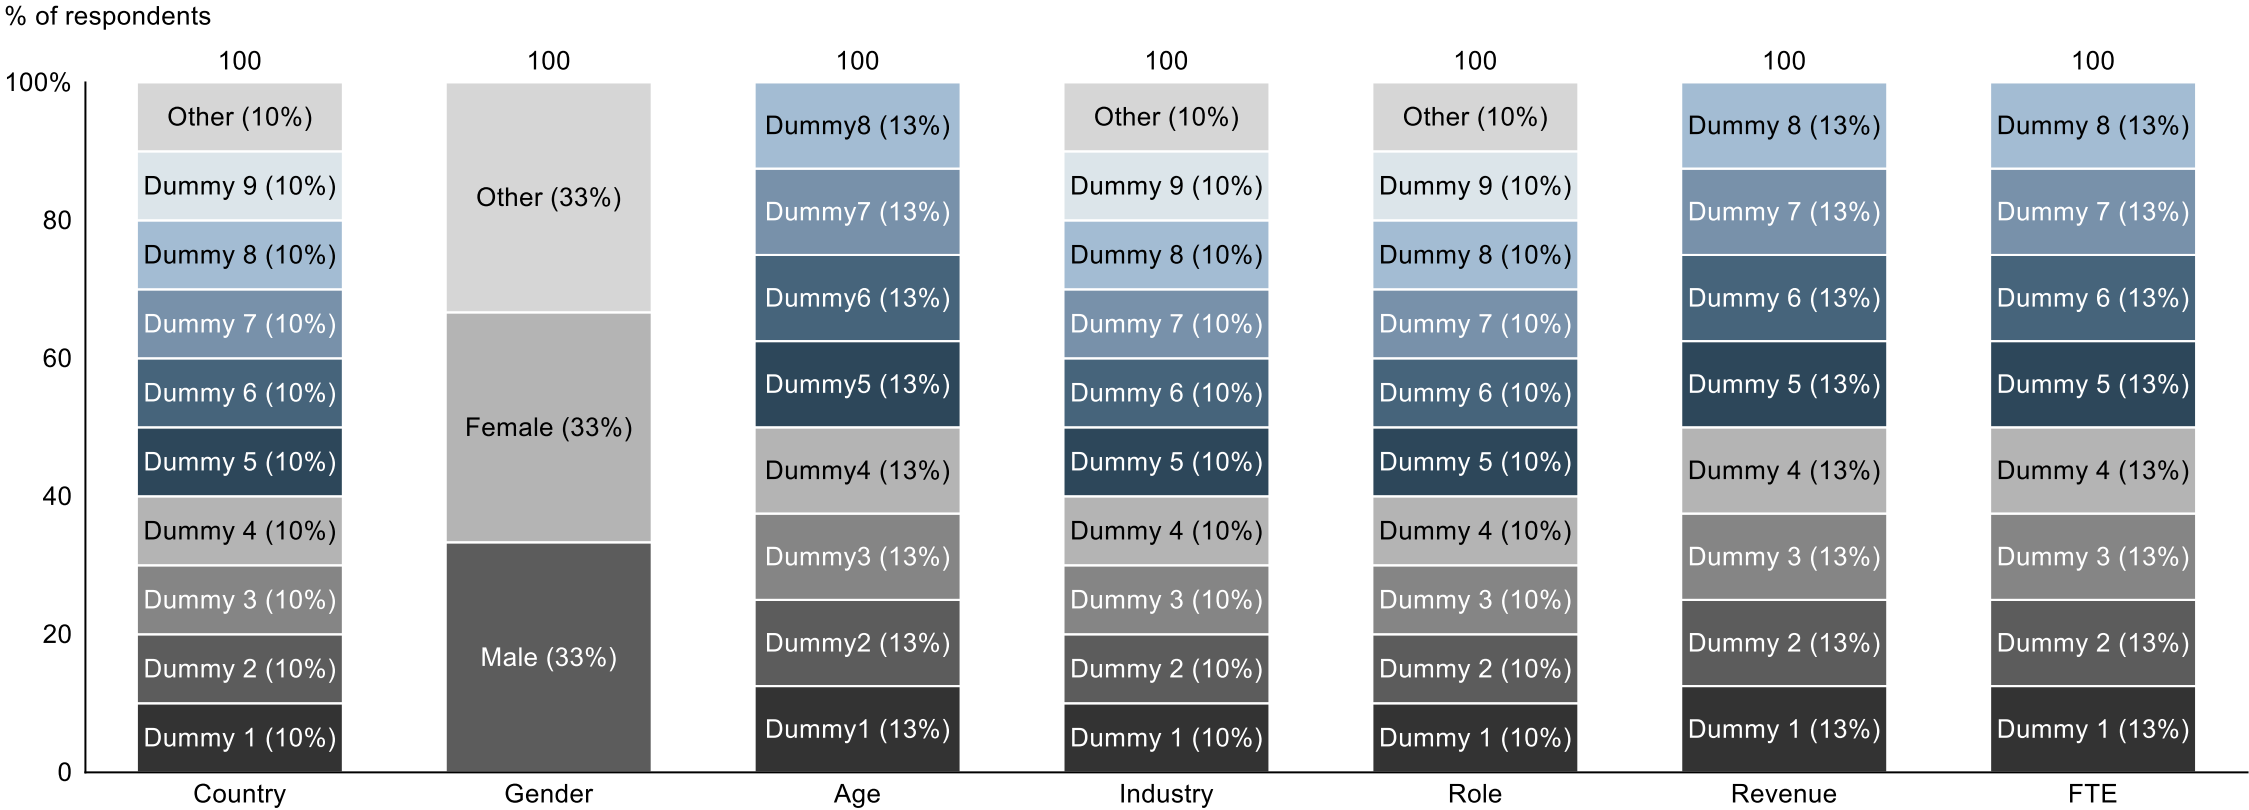 % of respondents
100 100 100 100 100 100 100
100%
80
60
40
20
0
Other (10%)
Dummy 9 (10%)
Dummy 8 (10%)
Dummy 7 (10%)
Dummy 6 (10%)
Dummy 5 (10%)
Dummy 4 (10%)
Dummy 3 (10%)
Dummy 2 (10%)
Dummy 1 (10%)
Other (33%)
Female (33%)
Male (33%)
Dummy8 (13%)
Dummy7 (13%)
Dummy6 (13%)
Dummy5 (13%)
Dummy4 (13%)
Dummy3 (13%)
Dummy2 (13%)
Dummy1 (13%)
Other (10%)
Dummy 9 (10%)
Dummy 8 (10%)
Dummy 7 (10%)
Dummy 6 (10%)
Dummy 5 (10%)
Dummy 4 (10%)
Dummy 3 (10%)
Dummy 2 (10%)
Dummy 1 (10%)
Other (10%)
Dummy 9 (10%)
Dummy 8 (10%)
Dummy 7 (10%)
Dummy 6 (10%)
Dummy 5 (10%)
Dummy 4 (10%)
Dummy 3 (10%)
Dummy 2 (10%)
Dummy 1 (10%)
Dummy 8 (13%)
Dummy 7 (13%)
Dummy 6 (13%)
Dummy 5 (13%)
Dummy 4 (13%)
Dummy 3 (13%)
Dummy 2 (13%)
Dummy 1 (13%)
Dummy 8 (13%)
Dummy 7 (13%)
Dummy 6 (13%)
Dummy 5 (13%)
Dummy 4 (13%)
Dummy 3 (13%)
Dummy 2 (13%)
Dummy 1 (13%)
Country Gender Age Industry Role Revenue FTE